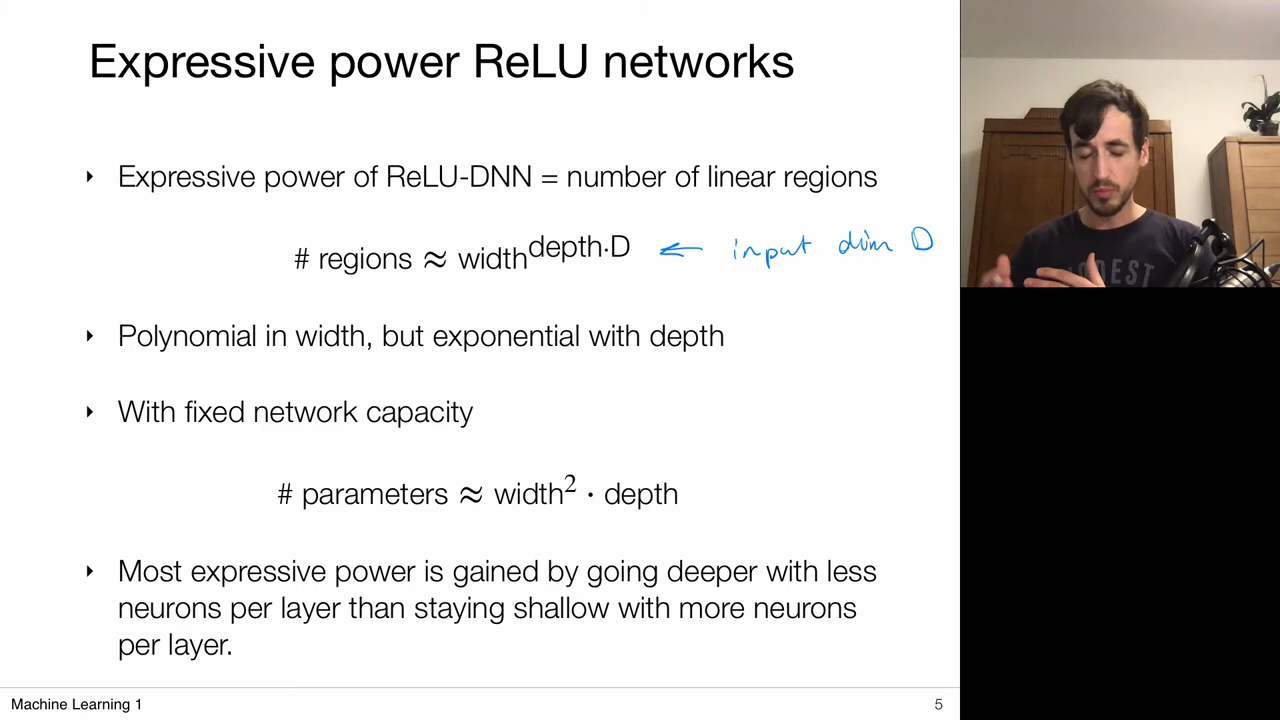 Expressive power ReLU networks
‣ Expressive power of ReLU-DNN = number of linear regions
# regions ≈ width^depth·D ← input dim D
‣ Polynomial in width, but exponential with depth
‣ With fixed network capacity
# parameters ≈ width² · depth
‣ Most expressive power is gained by going deeper with less
neurons per layer than staying shallow with more neurons
per layer.
Machine Learning 1
5